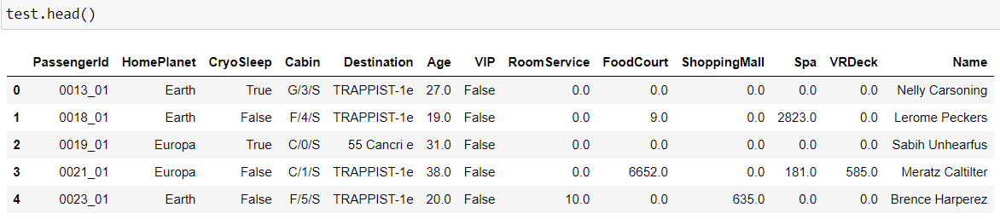 test.head()
PassengerId HomePlanet CryoSleep Cabin Destination Age VIP RoomService FoodCourt ShoppingMall Spa VRDeck Name
0 0013_01 Earth True G/3/S TRAPPIST-1e 27.0 False 0.0 0.0 0.0 0.0 0.0 Nelly Carsoning
1 0018_01 Earth False F/4/S TRAPPIST-1e 19.0 False 0.0 9.0 0.0 2823.0 0.0 Lerome Peckers
2 0019_01 Europa True C/0/S 55 Cancri e 31.0 False 0.0 0.0 0.0 0.0 0.0 Sabih Unhearfus
3 0021_01 Europa False C/1/S TRAPPIST-1e 38.0 False 0.0 6652.0 0.0 181.0 585.0 Meratz Caltilter
4 0023_01 Earth False F/5/S TRAPPIST-1e 20.0 False 10.0 0.0 635.0 0.0 0.0 Brence Harperez